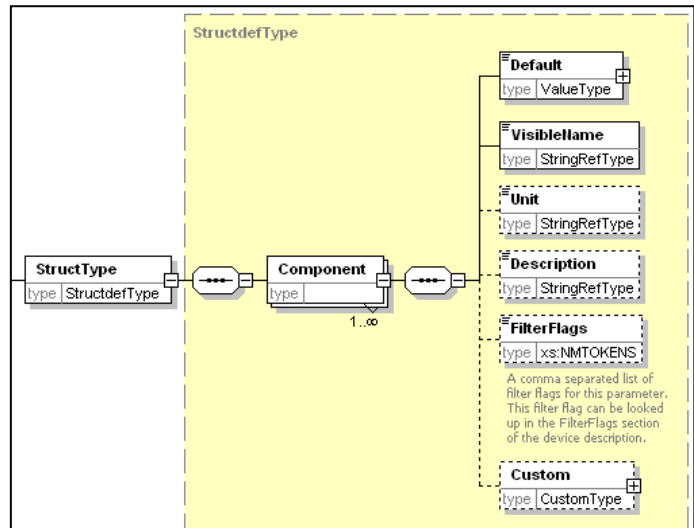 StructdefType
Default
type ValueType
VisibleName
type StringRefType
Unit
type StringRefType
StructType
type StructdefType
Component
type
1..∞
Description
type StringRefType
FilterFlags
type xs:NMTOKENS
A comma separated list of
filter flags for this parameter.
This filter flag can be looked
up in the FilterFlags section
of the device description.
Custom
type CustomType